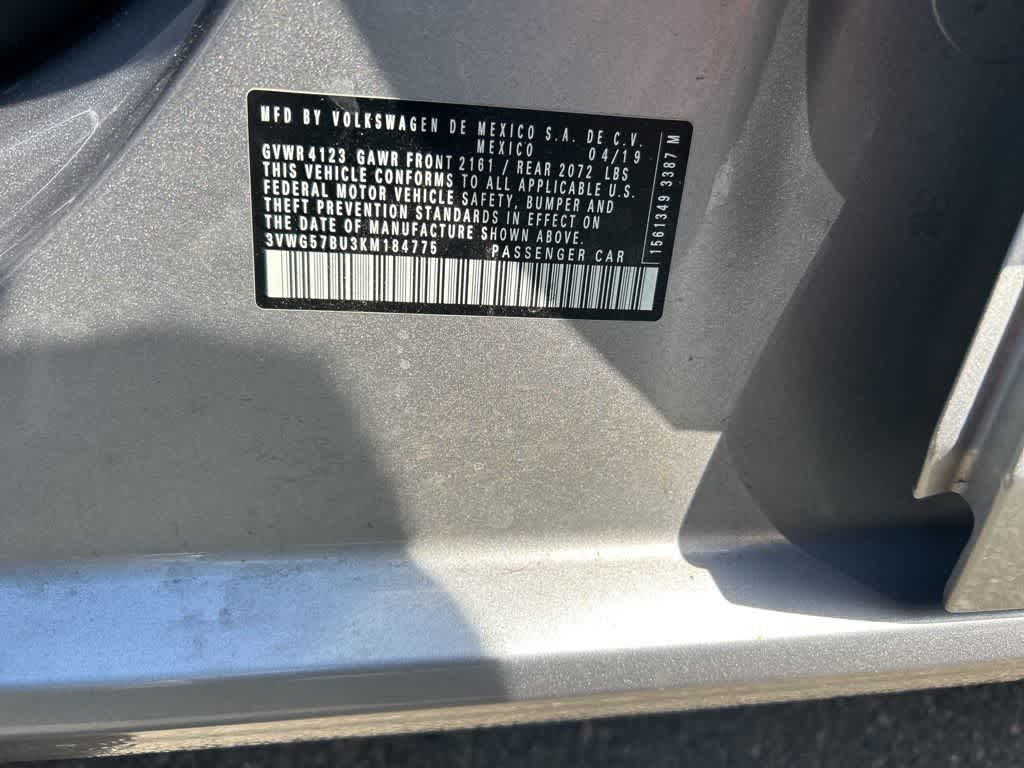 MFD BY VOLKSWAGEN DE MEXICO S.A. DE C.V.
MEXICO 04/19
GVWR 4123 GAWR FRONT 2161 / REAR 2072 LBS
THIS VEHICLE CONFORMS TO ALL APPLICABLE U.S.
FEDERAL MOTOR VEHICLE SAFETY, BUMPER AND
THEFT PREVENTION STANDARDS IN EFFECT ON
THE DATE OF MANUFACTURE SHOWN ABOVE.
3VWG57BU3KM184775 PASSENGER CAR
1561349 3387 M